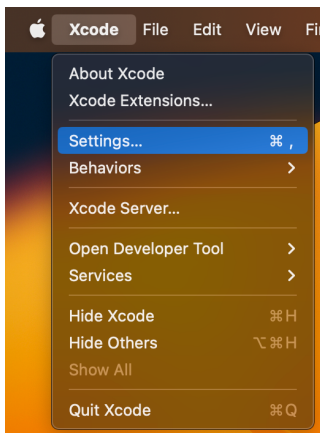 Xcode File Edit View Fi
About Xcode
Xcode Extensions...
Settings... ⌘ ,
Behaviors
Xcode Server...
Open Developer Tool
Services
Hide Xcode ⌘H
Hide Others ⌥⌘H
Show All
Quit Xcode ⌘Q